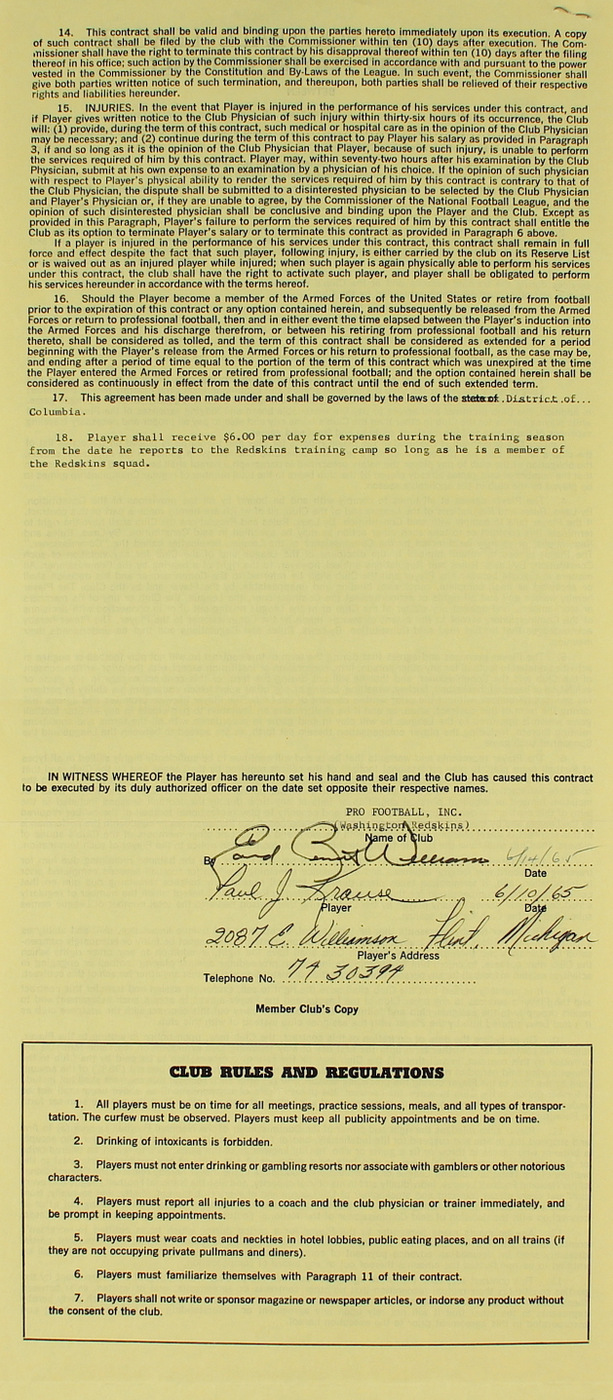 14. This contract shall be valid and binding upon the parties hereto immediately upon its execution. A copy
of such contract shall be filed by the club with the Commissioner within ten (10) days after execution. The Com-
missioner shall have the right to terminate this contract by his disapproval thereof within ten (10) days after the filing
thereof in his office; such action by the Commissioner shall be exercised in accordance with and pursuant to the power
vested in the Commissioner by the Constitution and By-Laws of the League. In such event, the Commissioner shall
give both parties written notice of such termination, and thereupon, both parties shall be relieved of their respective
rights and liabilities hereunder.
15. INJURIES. In the event that Player is injured in the performance of his services under this contract, and
if Player gives written notice to the Club Physician of such injury within thirty-six hours of its occurrence, the Club
will: (1) provide, during the term of this contract, such medical or hospital care as in the opinion of the Club Physician
may be necessary; and (2) continue during the term of this contract to pay Player his salary as provided in Paragraph
3, if and so long as it is the opinion of the Club Physician that Player, because of such injury, is unable to perform
the services required of him by this contract. Player may, within seventy-two hours after his examination by the Club
Physician, submit at his own expense to an examination by a physician of his choice. If the opinion of such physician
with respect to Player's physical ability to render the services required of him by this contract is contrary to that of
the Club Physician, the dispute shall be submitted to a disinterested physician to be selected by the Club Physician
and Player's Physician or, if they are unable to agree, by the Commissioner of the National Football League, and the
opinion of such disinterested physician shall be conclusive and binding upon the Player and the Club. Except as
provided in this Paragraph, Player's failure to perform the services required of him by this contract shall entitle the
Club as its option to terminate Player's salary or to terminate this contract as provided in Paragraph 6 above.
If a player is injured in the performance of his services under this contract, this contract shall remain in full
force and effect despite the fact that such player, following injury, is either carried by the club on its Reserve List
or is waived out as an injured player while injured; when such player is again physically able to perform his services
under this contract, the club shall have the right to activate such player, and player shall be obligated to perform
his services hereunder in accordance with the terms hereof.
16. Should the Player become a member of the Armed Forces of the United States or retire from football
prior to the expiration of this contract or any option contained herein, and subsequently be released from the Armed
Forces or return to professional football, then and in either event the time elapsed between the Player's induction into
the Armed Forces and his discharge therefrom, or between his retiring from professional football and his return
thereto, shall be considered as tolled, and the term of this contract shall be considered as extended for a period
beginning with the Player's release from the Armed Forces or his return to professional football, as the case may be,
and ending after a period of time equal to the portion of the term of this contract which was unexpired at the time
the Player entered the Armed Forces or retired from professional football; and the option contained herein shall be
considered as continuously in effect from the date of this contract until the end of such extended term.
17. This agreement has been made under and shall be governed by the laws of the state of .District of...
Columbia.
18. Player shall receive $6.00 per day for expenses during the training season
from the date he reports to the Redskins training camp so long as he is a member of
the Redskins squad.
IN WITNESS WHEREOF the Player has hereunto set his hand and seal and the Club has caused this contract
to be executed by its duly authorized officer on the date set opposite their respective names.
PRO FOOTBALL, INC.
(Washington Redskins)
Name of Club
By Edward Bennett Williams 6/14/65
Date
Paul J Krause 6/10/65
Player Date
2087 E. Williamson Flint, Michigan
Player's Address
Telephone No. 74 30394
Member Club's Copy
CLUB RULES AND REGULATIONS
1. All players must be on time for all meetings, practice sessions, meals, and all types of transpor-
tation. The curfew must be observed. Players must keep all publicity appointments and be on time.
2. Drinking of intoxicants is forbidden.
3. Players must not enter drinking or gambling resorts nor associate with gamblers or other notorious
characters.
4. Players must report all injuries to a coach and the club physician or trainer immediately, and
be prompt in keeping appointments.
5. Players must wear coats and neckties in hotel lobbies, public eating places, and on all trains (if
they are not occupying private pullmans and diners).
6. Players must familiarize themselves with Paragraph 11 of their contract.
7. Players shall not write or sponsor magazine or newspaper articles, or indorse any product without
the consent of the club.